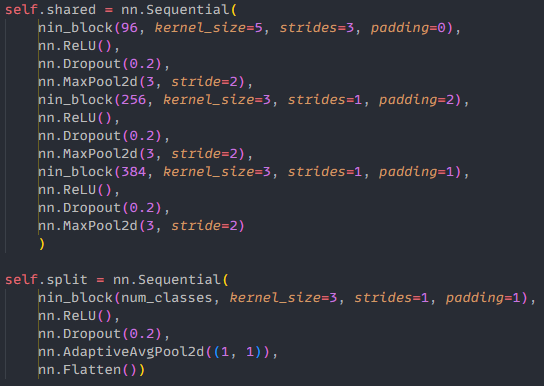 self.shared = nn.Sequential(
nin_block(96, kernel_size=5, strides=3, padding=0),
nn.ReLU(),
nn.Dropout(0.2),
nn.MaxPool2d(3, stride=2),
nin_block(256, kernel_size=3, strides=1, padding=2),
nn.ReLU(),
nn.Dropout(0.2),
nn.MaxPool2d(3, stride=2),
nin_block(384, kernel_size=3, strides=1, padding=1),
nn.ReLU(),
nn.Dropout(0.2),
nn.MaxPool2d(3, stride=2)
)
self.split = nn.Sequential(
nin_block(num_classes, kernel_size=3, strides=1, padding=1),
nn.ReLU(),
nn.Dropout(0.2),
nn.AdaptiveAvgPool2d((1, 1)),
nn.Flatten())